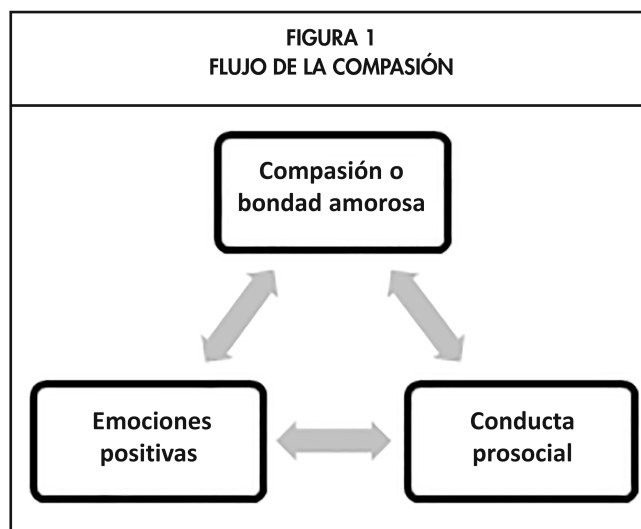 FIGURA 1
FLUJO DE LA COMPASIÓN
Compasión o
bondad amorosa
Emociones
positivas
Conducta
prosocial